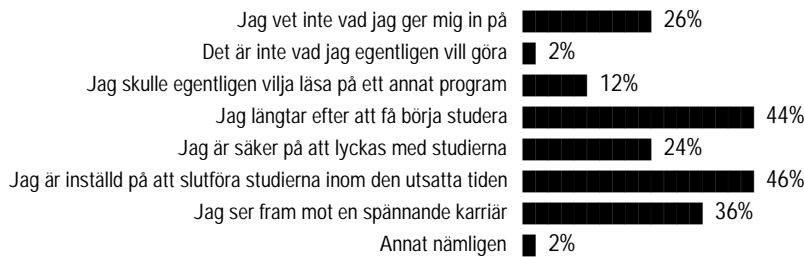 Jag vet inte vad jag ger mig in på 26%
Det är inte vad jag egentligen vill göra 2%
Jag skulle egentligen vilja läsa på ett annat program 12%
Jag längtar efter att få börja studera 44%
Jag är säker på att lyckas med studierna 24%
Jag är inställd på att slutföra studierna inom den utsatta tiden 46%
Jag ser fram mot en spännande karriär 36%
Annat nämligen 2%